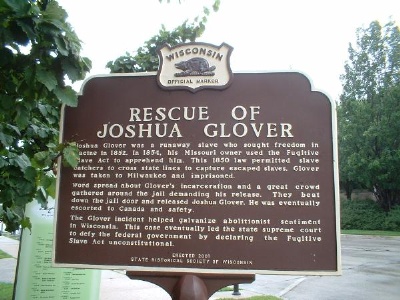 WISCONSIN
OFFICIAL MARKER
RESCUE OF
JOSHUA GLOVER
Joshua Glover was a runaway slave who sought freedom in
Racine in 1852. In 1854, his Missouri owner used the Fugitive
Slave Act to apprehend him. This 1850 law permitted slave
catchers to cross state lines to capture escaped slaves. Glover
was taken to Milwaukee and imprisoned.
Word spread about Glover's incarceration and a great crowd
gathered around the jail demanding his release. They beat
down the jail door and released Joshua Glover. He was eventually
escorted to Canada and safety.
The Glover incident helped galvanize abolitionist sentiment
in Wisconsin. This case eventually led the state supreme court
to defy the federal government by declaring the Fugitive
Slave Act unconstitutional.
ERECTED 2001
STATE HISTORICAL SOCIETY OF WISCONSIN